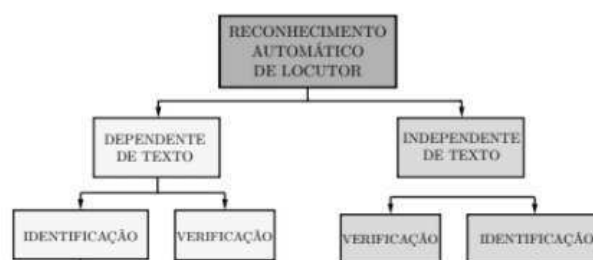 RECONHECIMENTO
AUTOMÁTICO
DE LOCUTOR
DEPENDENTE
DE TEXTO
INDEPENDENTE
DE TEXTO
IDENTIFICAÇÃO
VERIFICAÇÃO
VERIFICAÇÃO
IDENTIFICAÇÃO